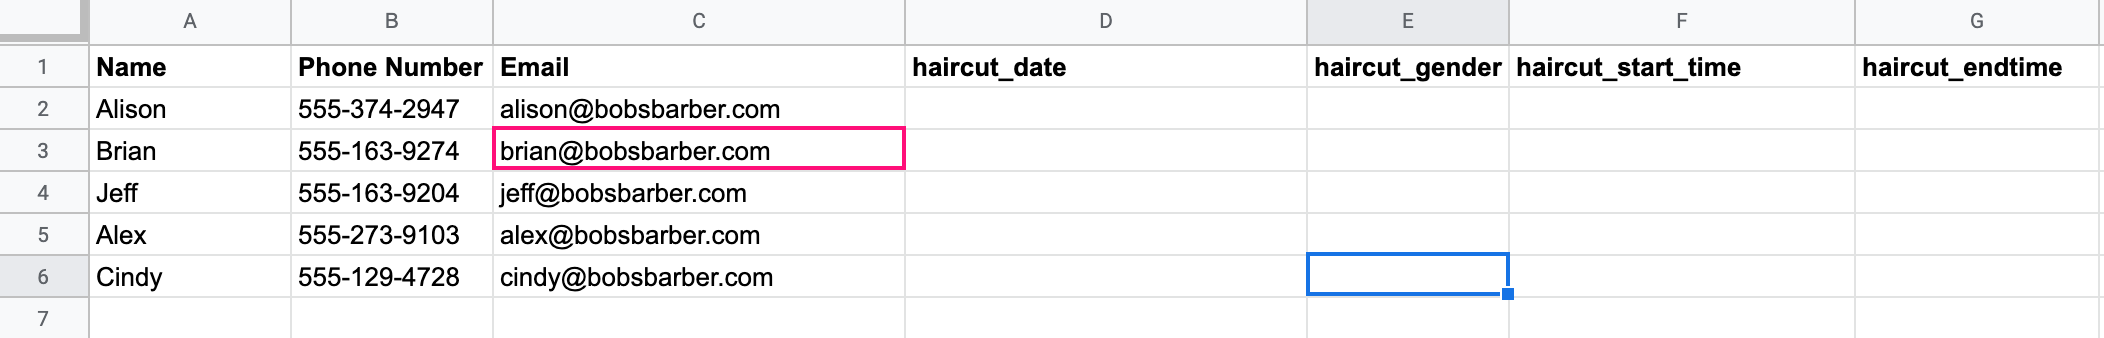 A B C D E F G
1 Name Phone Number Email haircut_date haircut_gender haircut_start_time haircut_endtime
2 Alison 555-374-2947 alison@bobsbarber.com
3 Brian 555-163-9274 brian@bobsbarber.com
4 Jeff 555-163-9204 jeff@bobsbarber.com
5 Alex 555-273-9103 alex@bobsbarber.com
6 Cindy 555-129-4728 cindy@bobsbarber.com
7